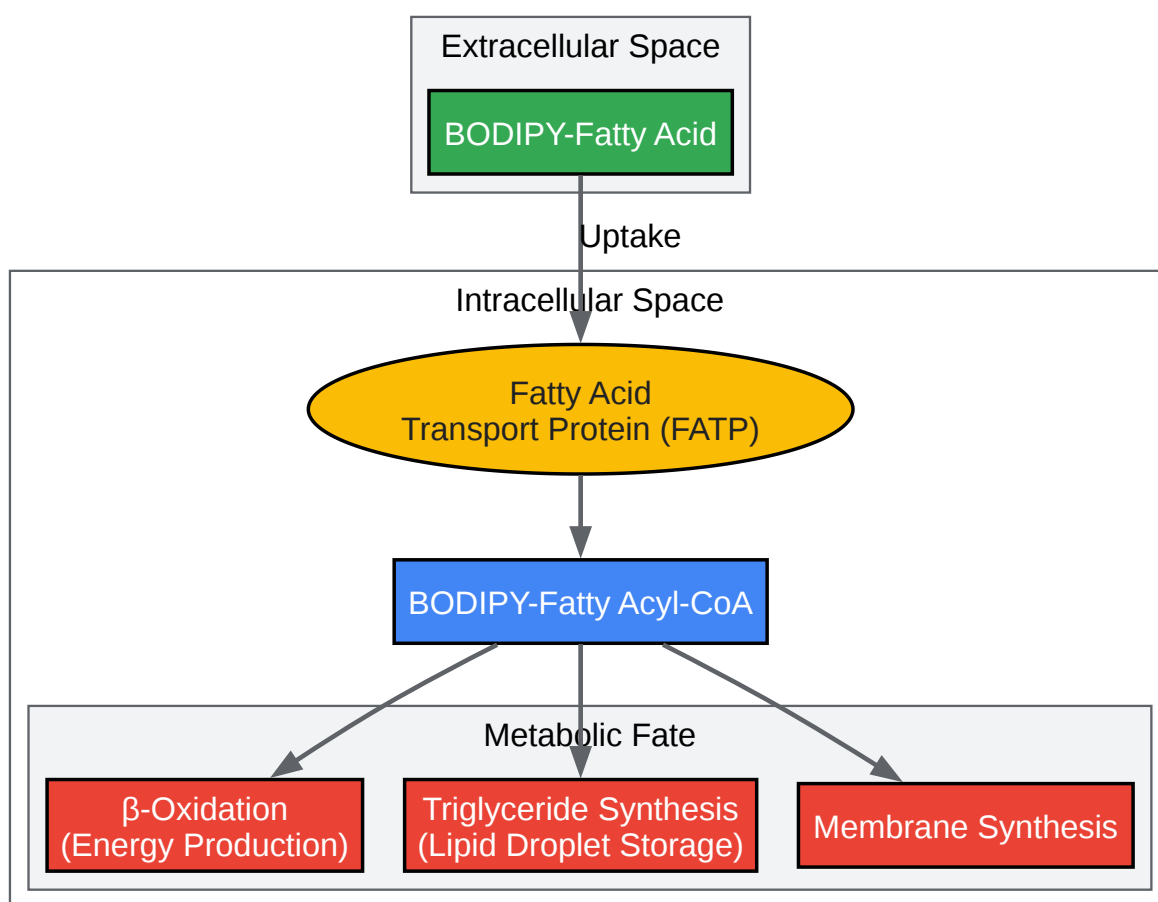 Extracellular Space
BODIPY-Fatty Acid
Uptake
Intracellular Space
Fatty Acid
Transport Protein (FATP)
BODIPY-Fatty Acyl-CoA
Metabolic Fate
β-Oxidation
(Energy Production)
Triglyceride Synthesis
(Lipid Droplet Storage)
Membrane Synthesis